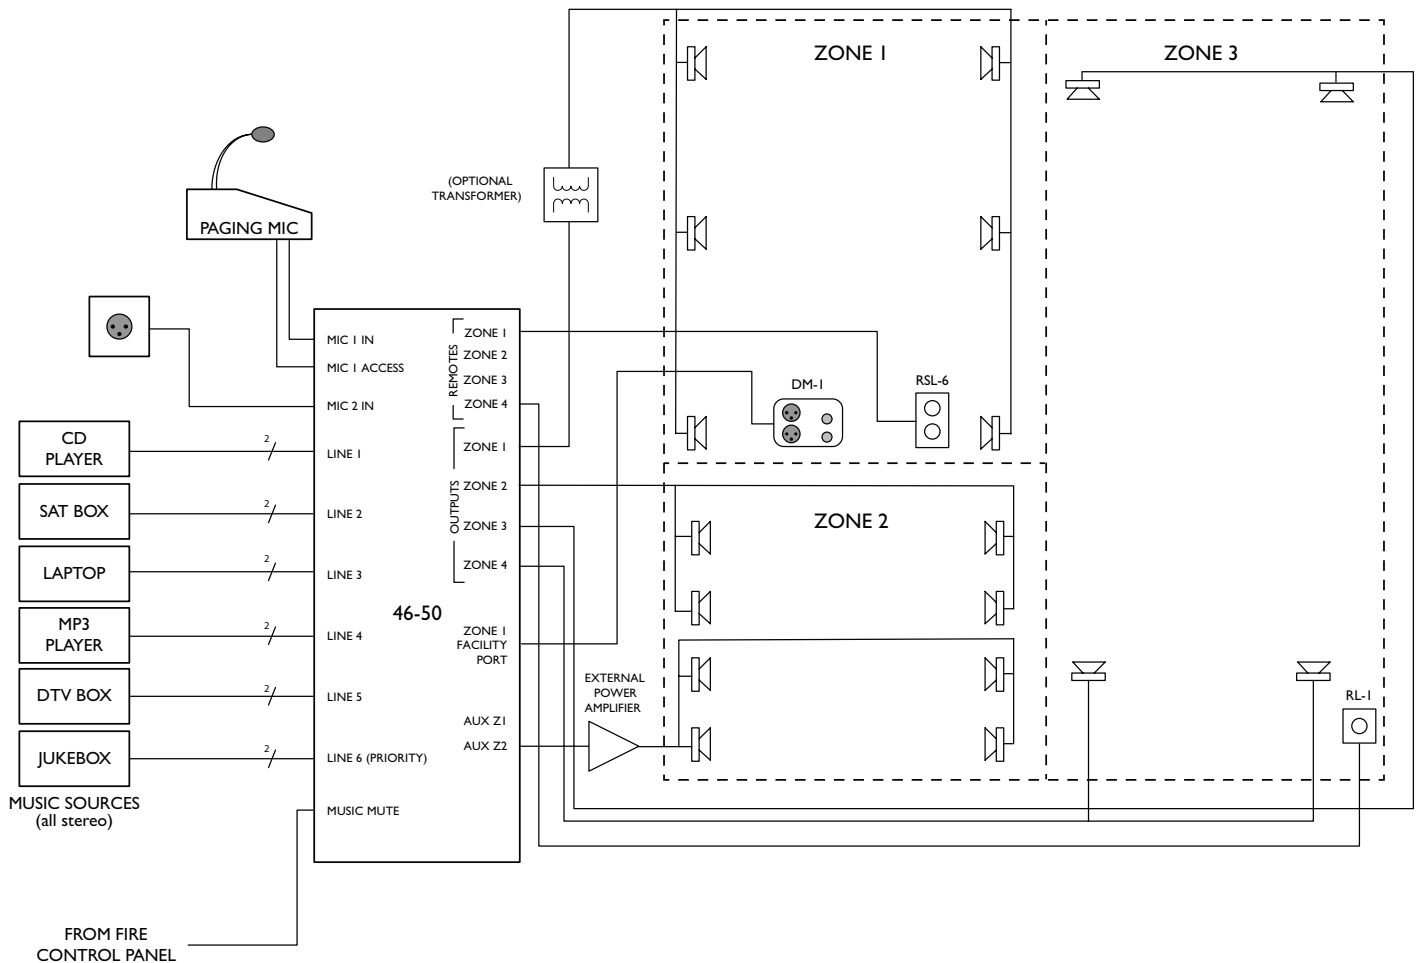 ZONE 1
ZONE 3
(OPTIONAL
TRANSFORMER)
PAGING MIC
MIC 1 IN
MIC 1 ACCESS
MIC 2 IN
REMOTES
ZONE 1
ZONE 2
ZONE 3
ZONE 4
DM-1
RSL-6
CD
PLAYER
2
LINE 1
SAT BOX
2
LINE 2
LAPTOP
2
LINE 3
MP3
PLAYER
2
LINE 4
DTV BOX
2
LINE 5
JUKEBOX
2
LINE 6 (PRIORITY)
MUSIC SOURCES
(all stereo)
MUSIC MUTE
OUTPUTS
ZONE 1
ZONE 2
ZONE 3
ZONE 4
46-50
ZONE 1
FACILITY
PORT
AUX Z1
AUX Z2
EXTERNAL
POWER
AMPLIFIER
ZONE 2
RL-1
FROM FIRE
CONTROL PANEL